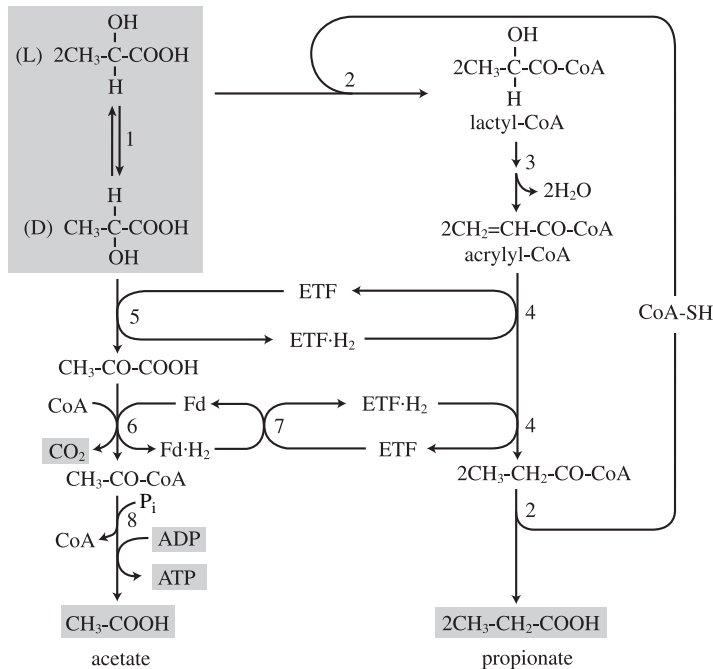 OH
(L) 2CH₃-C-COOH
H
1
H
(D) CH₃-C-COOH
OH
2
OH
2CH₃-C-CO-CoA
H
lactyl-CoA
3
2H₂O
2CH₂=CH-CO-CoA
acrylyl-CoA
ETF
5
4
CoA-SH
ETF·H₂
CH₃-CO-COOH
CoA
Fd
ETF·H₂
6
7
4
CO₂
Fd·H₂
ETF
CH₃-CO-CoA
2CH₃-CH₂-CO-CoA
Pᵢ
8
2
CoA
ADP
ATP
CH₃-COOH
2CH₃-CH₂-COOH
acetate
propionate